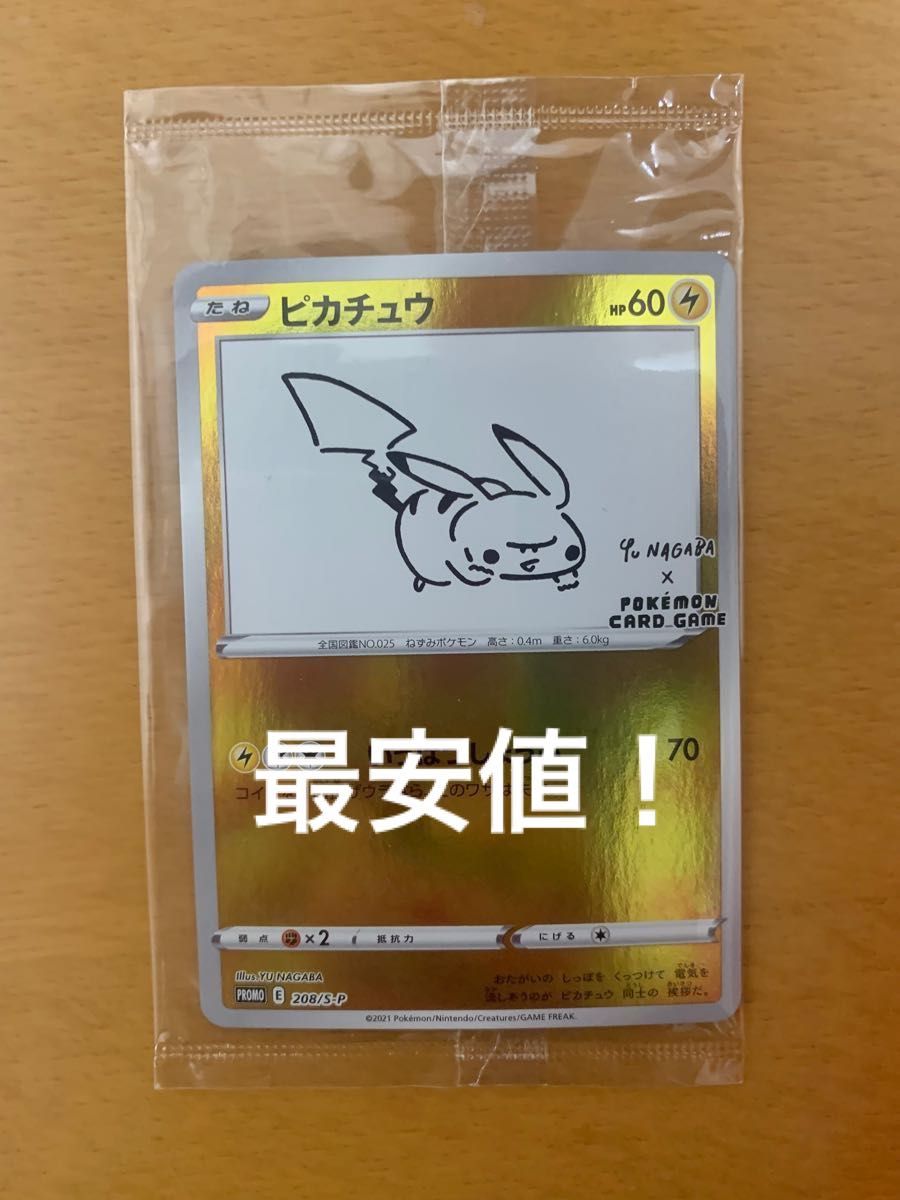 たね ピカチュウ HP60
Yu NAGABA
×
POKÉMON
CARD GAME
全国図鑑NO.025 ねずみポケモン 高さ:0.4m 重さ:6.0kg
70
最安値！
弱点 ×2 抵抗力 にげる
Illus.YU NAGABA
おたがいの しっぽを くっつけて 電気を
流しあうのが ピカチュウ 同士の 挨拶だ。
PROMO E 208/S-P
©2021 Pokémon/Nintendo/Creatures/GAME FREAK.